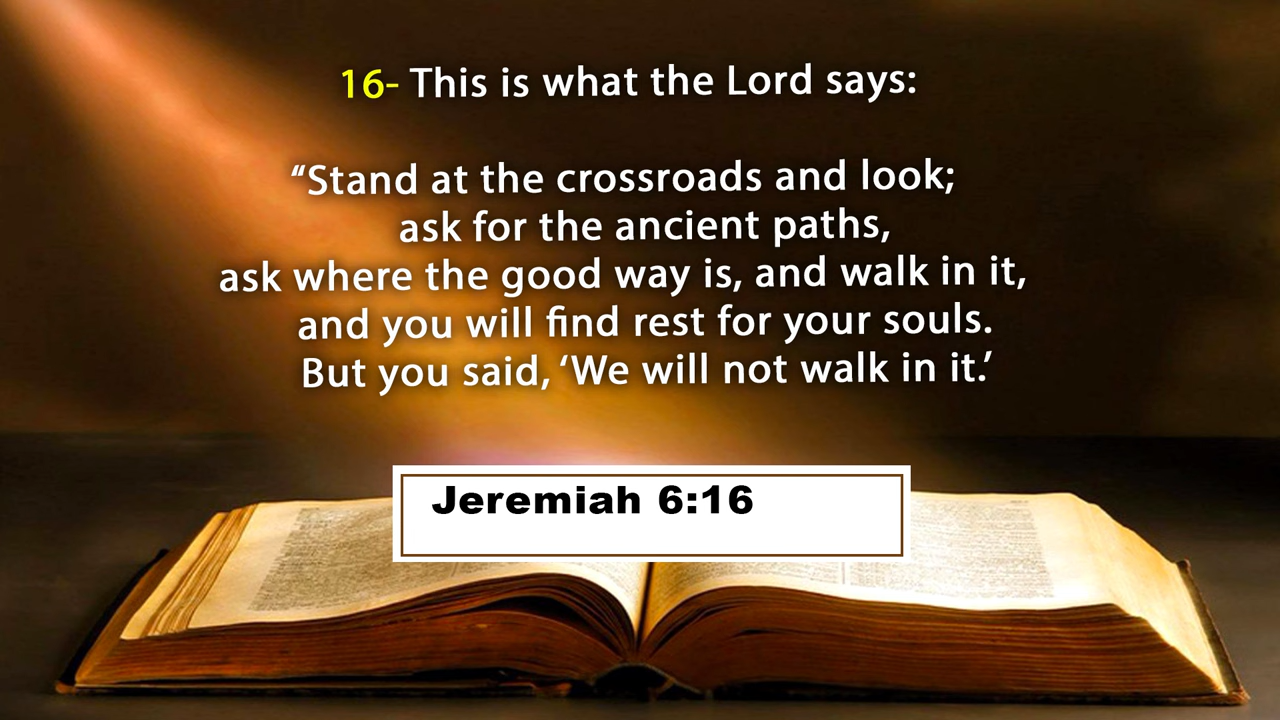 16- This is what the Lord says:
“Stand at the crossroads and look;
ask for the ancient paths,
ask where the good way is, and walk in it,
and you will find rest for your souls.
But you said, ‘We will not walk in it.’
Jeremiah 6:16